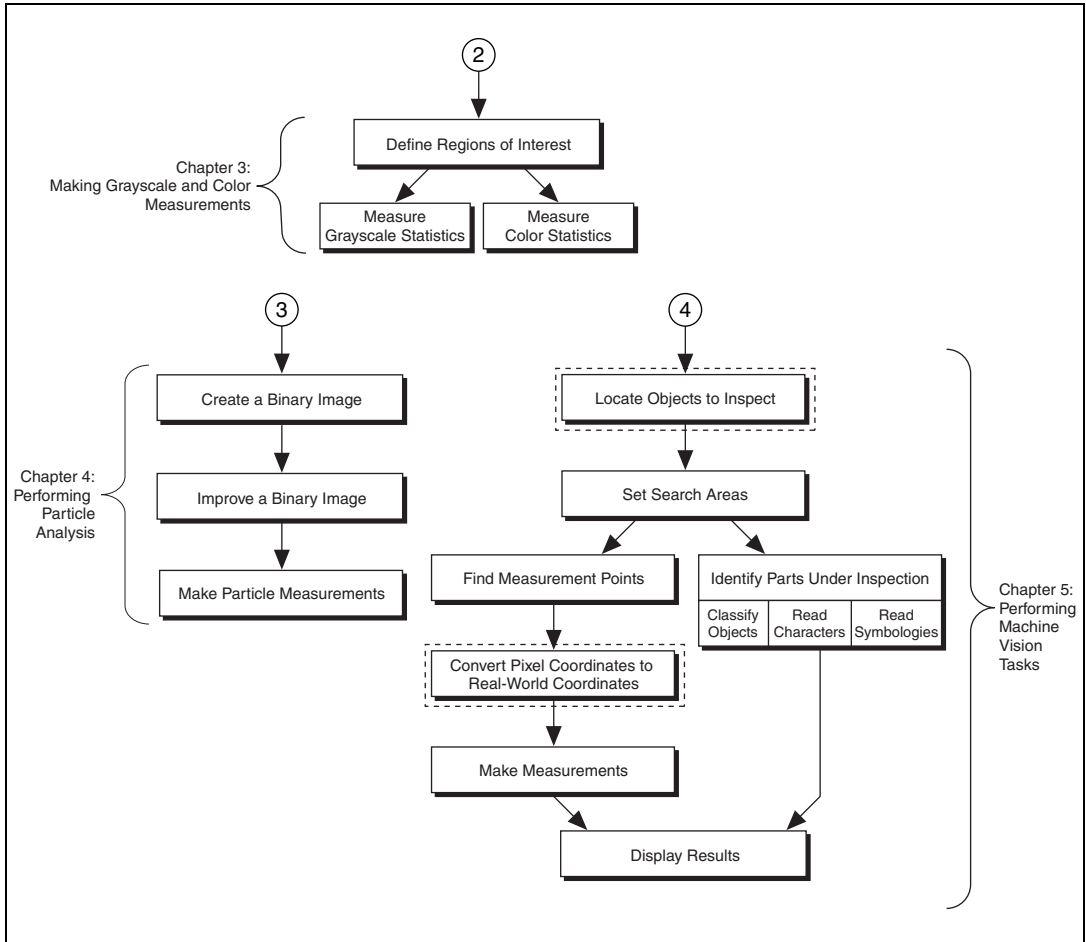 2
Define Regions of Interest
Chapter 3:
Making Grayscale and Color
Measurements
Measure
Grayscale Statistics
Measure
Color Statistics
3
Create a Binary Image
Improve a Binary Image
Make Particle Measurements
Chapter 4:
Performing
Particle
Analysis
4
Locate Objects to Inspect
Set Search Areas
Find Measurement Points
Identify Parts Under Inspection
Classify
Objects
Read
Characters
Read
Symbologies
Convert Pixel Coordinates to
Real-World Coordinates
Make Measurements
Display Results
Chapter 5:
Performing
Machine
Vision
Tasks